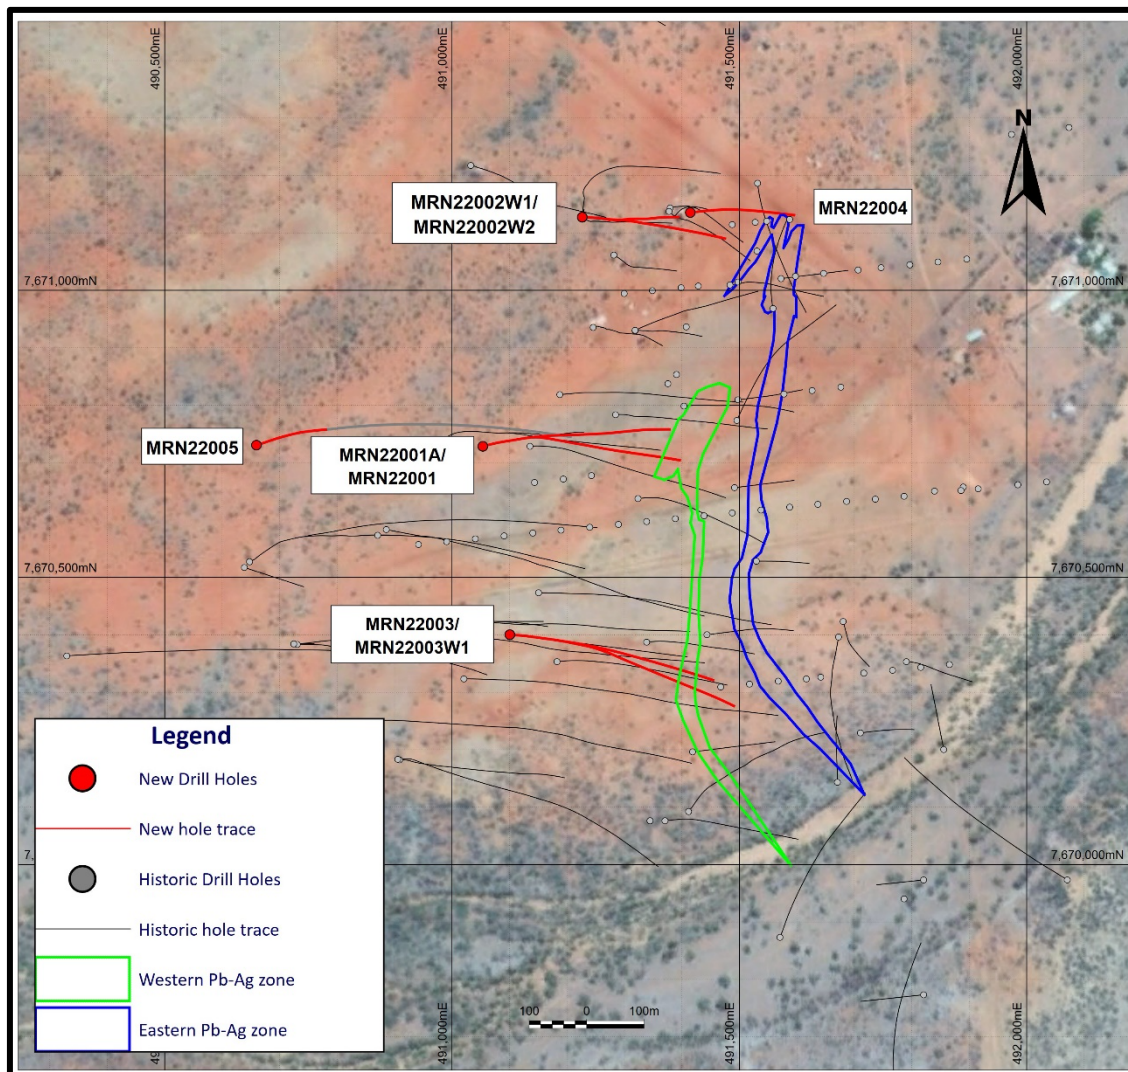 490,500mE
491,000mE
491,500mE
492,000mE
N
MRN22002W1/
MRN22002W2
MRN22004
7,671,000mN
7,671,000mN
MRN22005
MRN22001A/
MRN22001
7,670,500mN
7,670,500mN
MRN22003/
MRN22003W1
Legend
New Drill Holes
New hole trace
Historic Drill Holes
Historic hole trace
Western Pb-Ag zone
Eastern Pb-Ag zone
7,670,000mN
100 0 100m
491,000mE
491,500mE
492,000mE